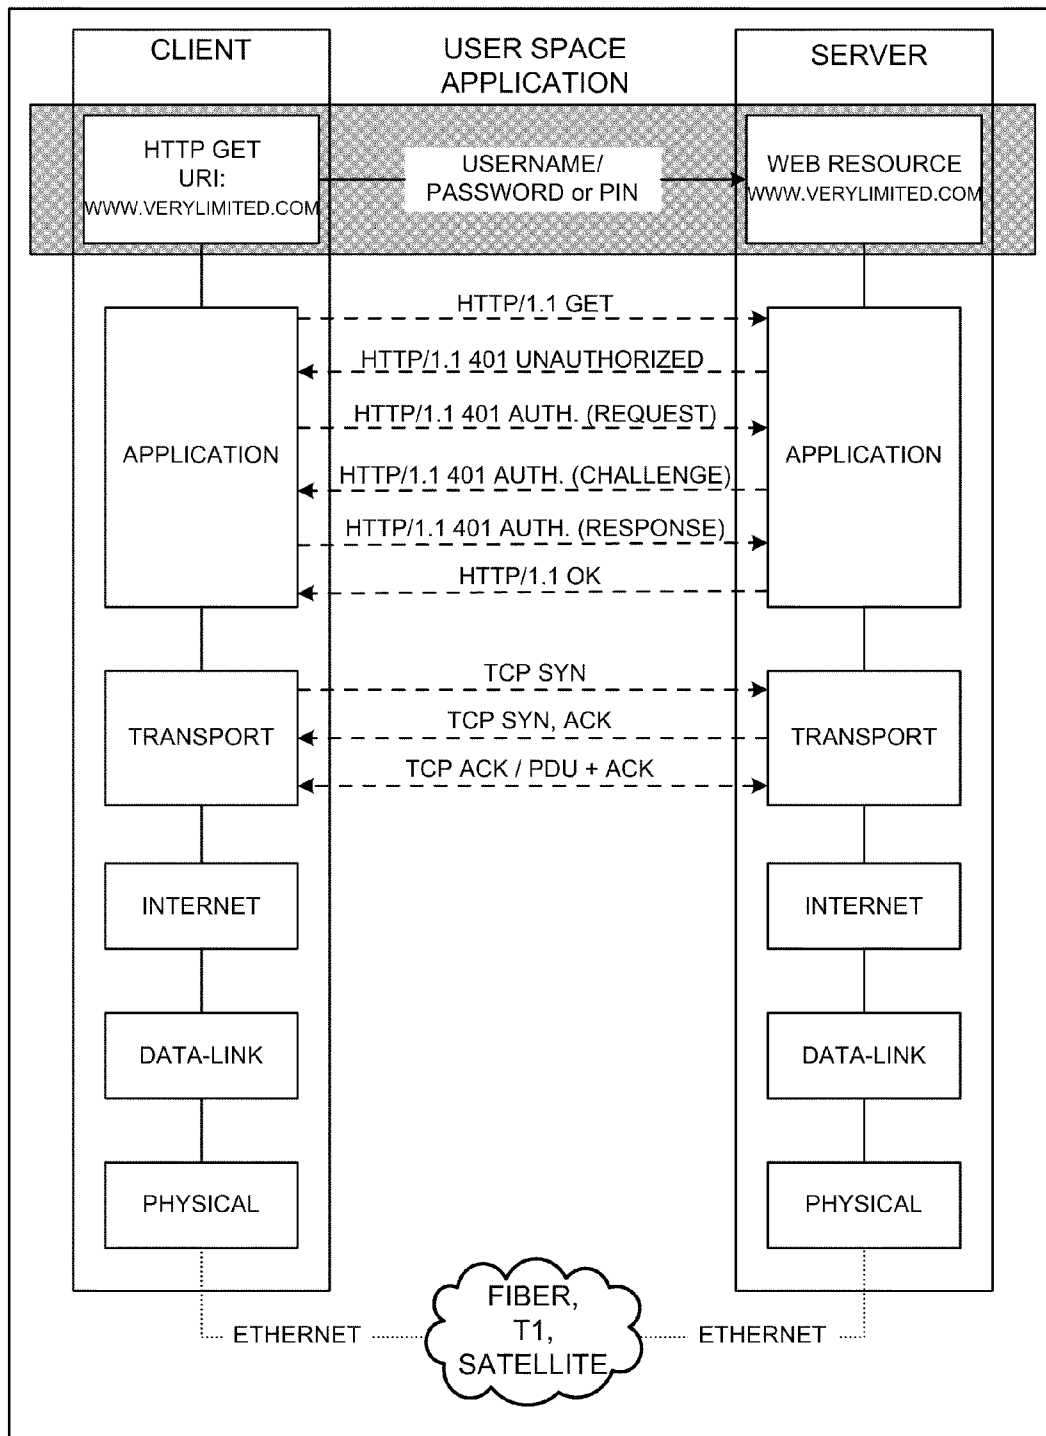 CLIENT
USER SPACE
APPLICATION
SERVER
HTTP GET
URI:
WWW.VERYLIMITED.COM
USERNAME/
PASSWORD or PIN
WEB RESOURCE
WWW.VERYLIMITED.COM
HTTP/1.1 GET
HTTP/1.1 401 UNAUTHORIZED
HTTP/1.1 401 AUTH. (REQUEST)
APPLICATION
APPLICATION
HTTP/1.1 401 AUTH. (CHALLENGE)
HTTP/1.1 401 AUTH. (RESPONSE)
HTTP/1.1 OK
TCP SYN
TRANSPORT
TCP SYN, ACK
TRANSPORT
TCP ACK / PDU + ACK
INTERNET
INTERNET
DATA-LINK
DATA-LINK
PHYSICAL
PHYSICAL
ETHERNET
FIBER,
T1,
SATELLITE
ETHERNET